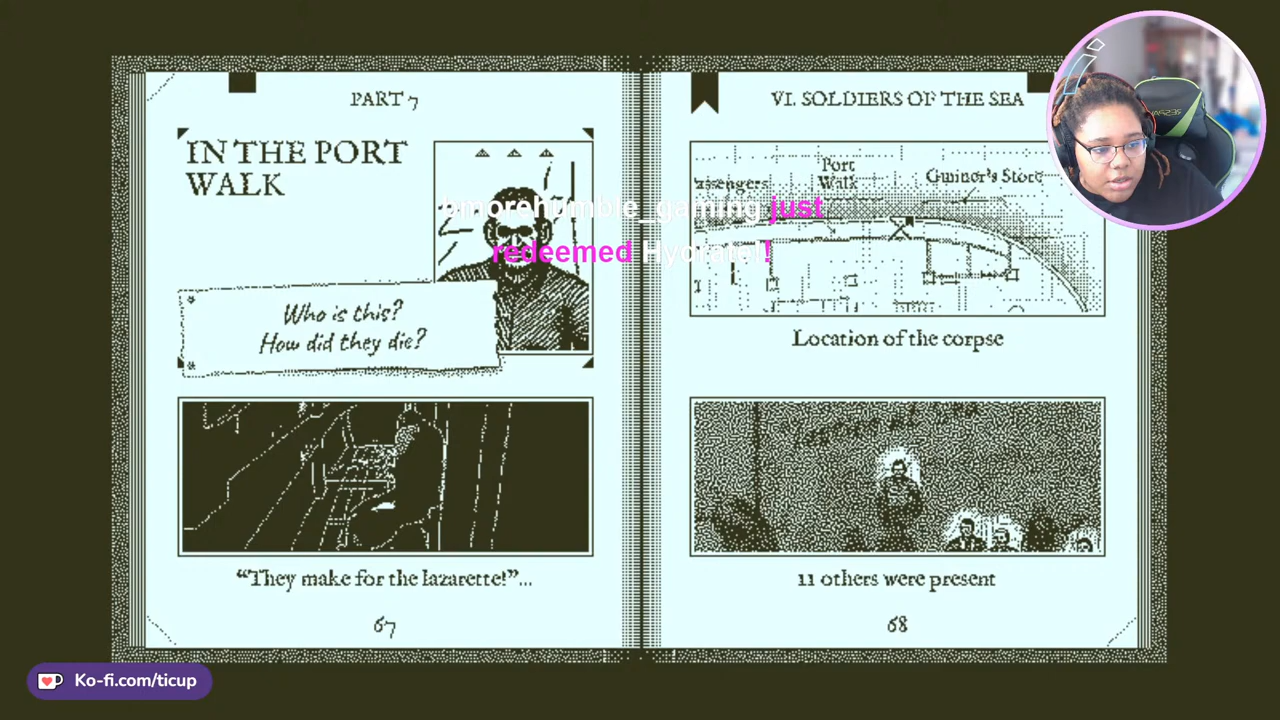 PART 7
IN THE PORT
WALK
Who is this?
How did they die?
"They make for the lazarette!"...
67
VI. SOLDIERS OF THE SEA
Port
Walk
Gunner's Store
Location of the corpse
11 others were present
68
bmorehumble_gaming just
redeemed Hydrate!
Ko-fi.com/ticup